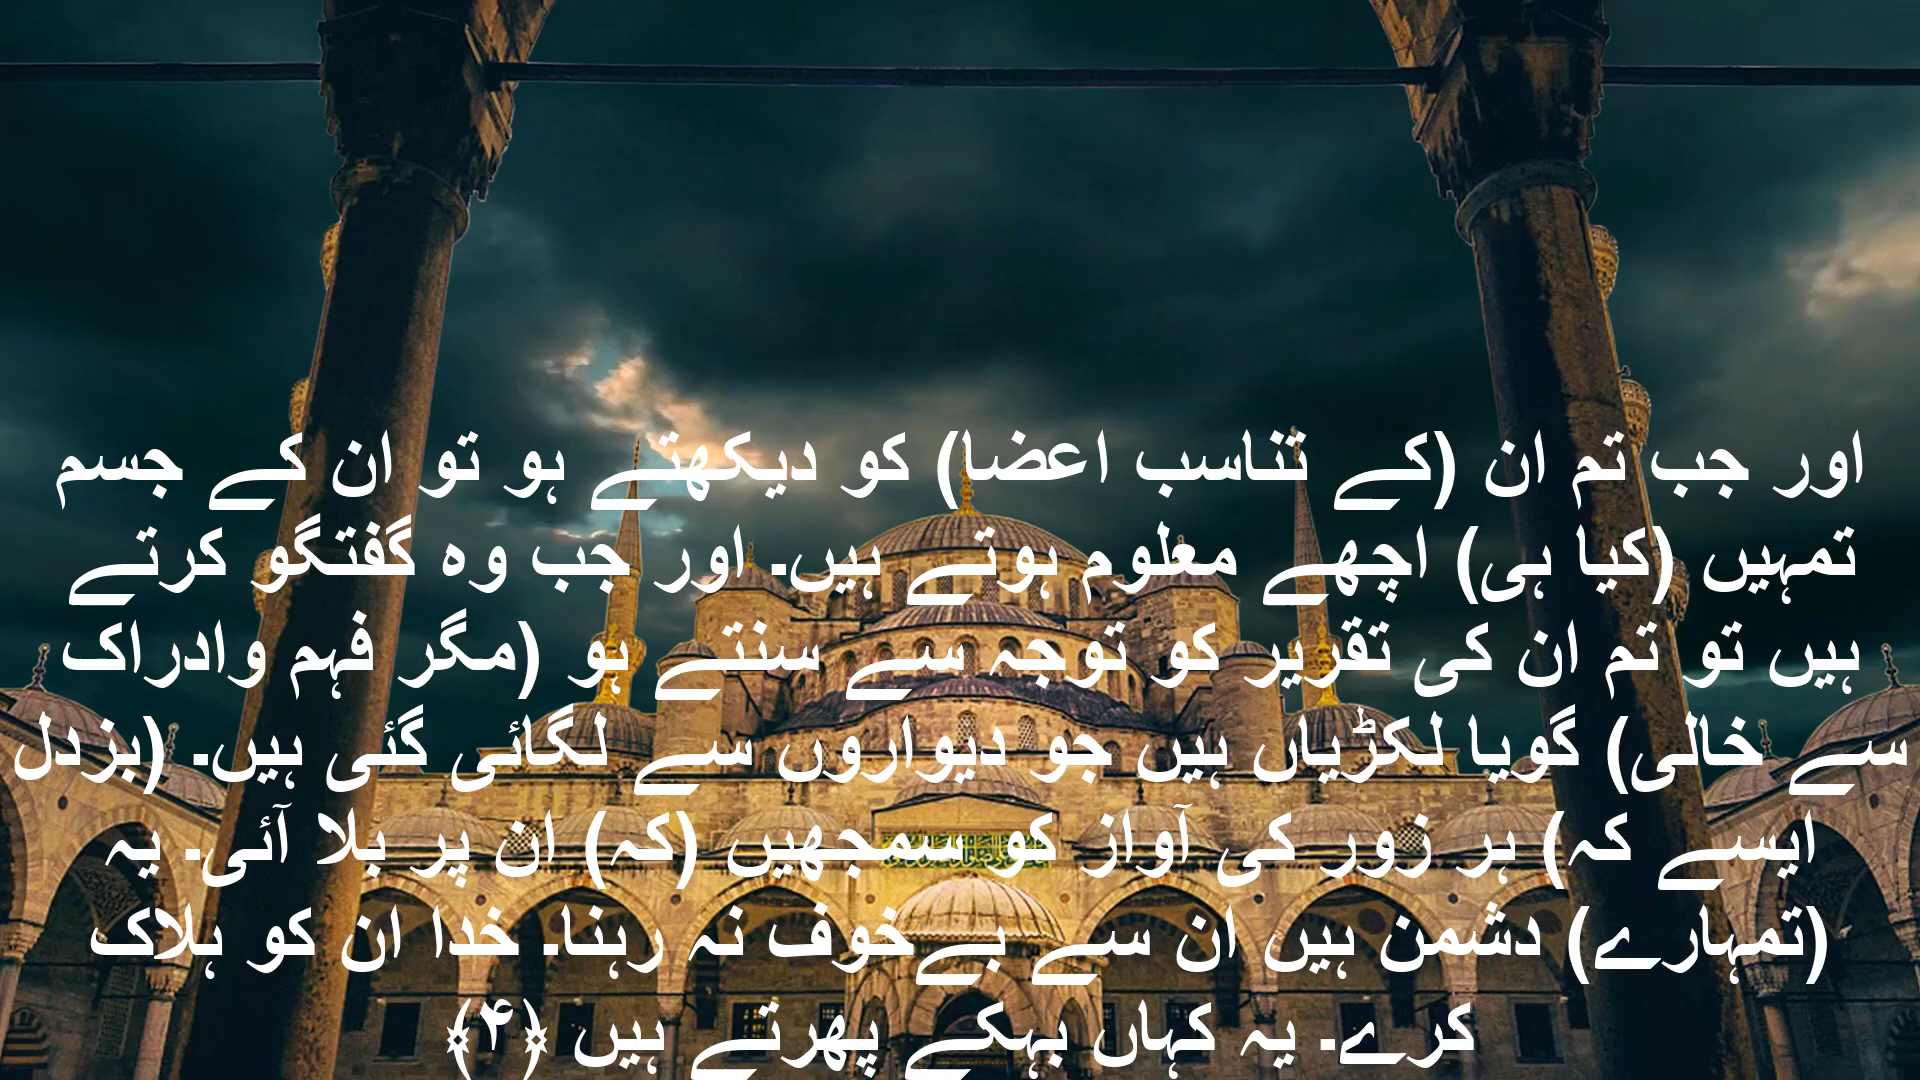 اور جب تم ان (کے تناسب اعضا) کو دیکھتے ہو تو ان کے جسم
تمہیں (کیا ہی) اچھے معلوم ہوتے ہیں۔ اور جب وہ گفتگو کرتے
ہیں تو تم ان کی تقریر کو توجہ سے سنتے ہو (مگر فہم وادراک
سے خالی) گویا لکڑیاں ہیں جو دیواروں سے لگائی گئی ہیں۔ (بزدل
ایسے کہ) ہر زور کی آواز کو سمجھیں (کہ) ان پر بلا آئی۔ یہ
(تمہارے) دشمن ہیں ان سے بےخوف نہ رہنا۔ خدا ان کو ہلاک
کرے۔ یہ کہاں بہکے پھرتے ہیں ﴿۴﴾